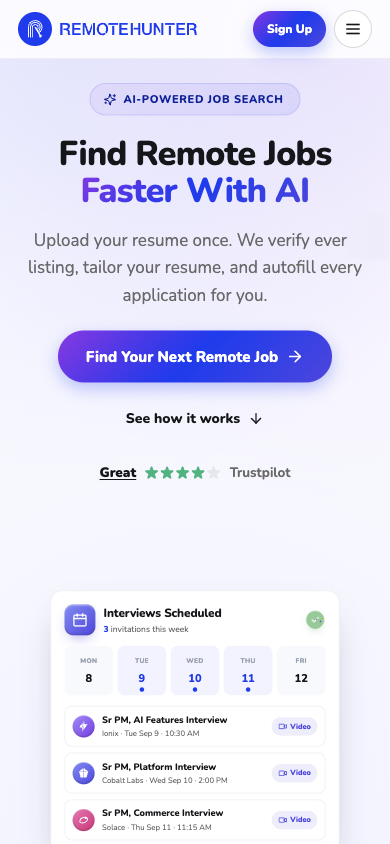 REMOTEHUNTER
Sign Up
AI-POWERED JOB SEARCH
Find Remote Jobs
Faster With AI
Upload your resume once. We verify ever
listing, tailor your resume, and autofill every
application for you.
Find Your Next Remote Job
See how it works
Great Trustpilot
Interviews Scheduled
3 invitations this week
MON TUE WED THU FRI
8 9 10 11 12
Sr PM, AI Features Interview
Ionix · Tue Sep 9 · 10:30 AM
Video
Sr PM, Platform Interview
Cobalt Labs · Wed Sep 10 · 2:00 PM
Video
Sr PM, Commerce Interview
Solace · Thu Sep 11 · 11:15 AM
Video